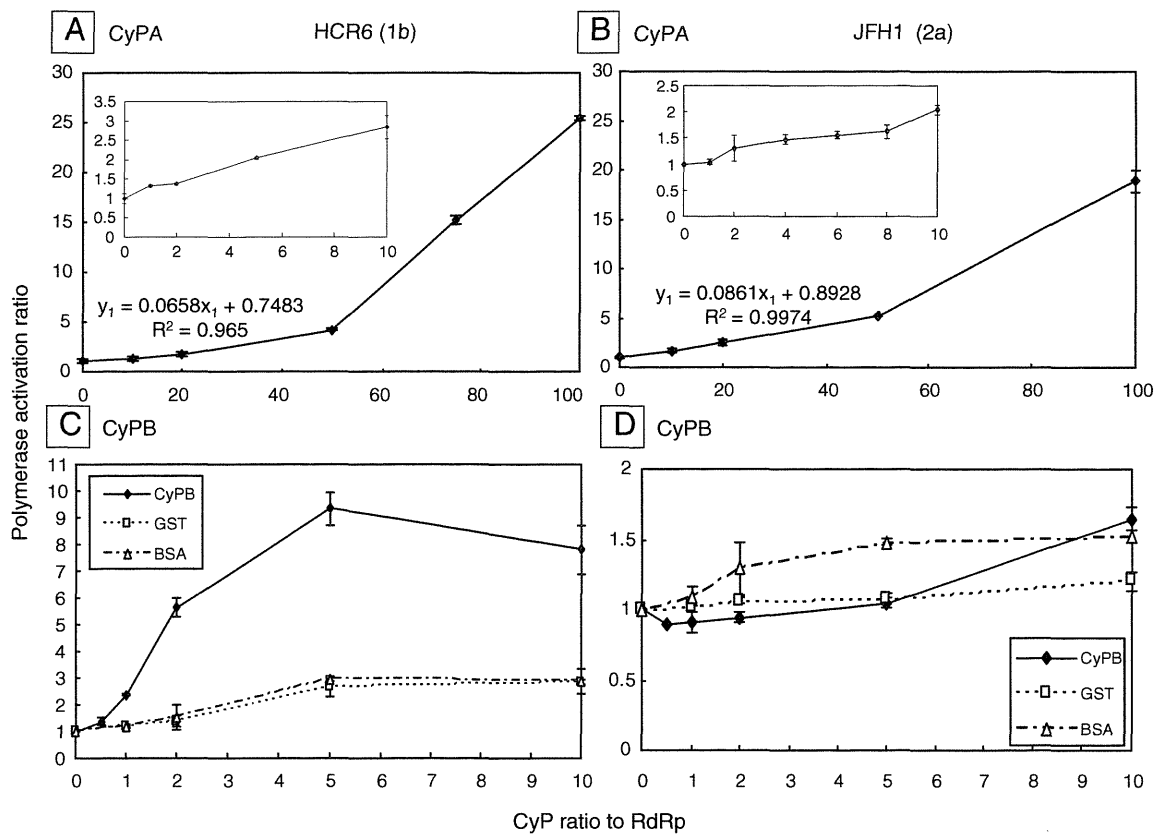 A CyPA HCR6 (1b)
30
25
20
15
10
5
0
0 20 40 60 80 100
3.5
3
2.5
2
1.5
1
0.5
0
0 2 4 6 8 10
y1 = 0.0658x1 + 0.7483
R2 = 0.965
B CyPA JFH1 (2a)
30
25
20
15
10
5
0
0 20 40 60 80 100
2.5
2
1.5
1
0.5
0
0 2 4 6 8 10
y1 = 0.0861x1 + 0.8928
R2 = 0.9974
Polymerase activation ratio
C CyPB
11
10
9
8
7
6
5
4
3
2
1
0
CyPB
GST
BSA
0 1 2 3 4 5 6 7 8 9 10
D CyPB
2
1.5
1
0.5
0
CyPB
GST
BSA
0 1 2 3 4 5 6 7 8 9 10
CyP ratio to RdRp